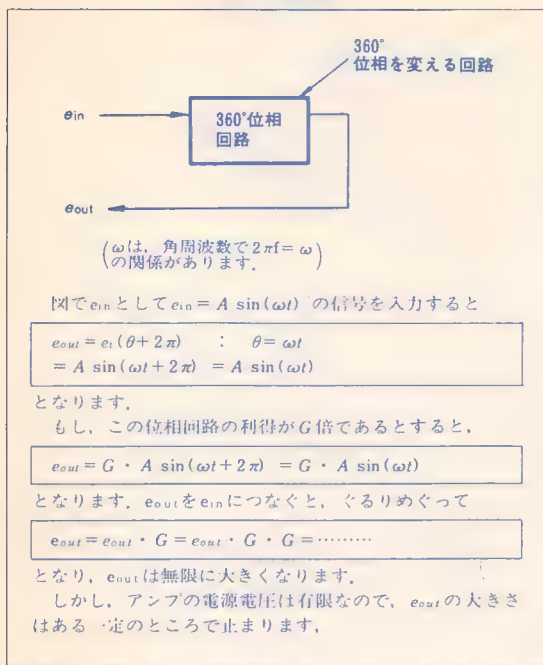 360°
位相を変える回路
ein
360°位相
回路
eout
(ωは, 角周波数で2πf=ω
の関係があります.)
図でeinとしてein= A sin(ωt) の信号を入力すると
eout= ei(θ+2π) : θ= ωt
= A sin(ωt+2π) = A sin(ωt)
となります.
もし, この位相回路の利得がG倍であるとすると,
eout= G・A sin(ωt+2π) = G・A sin(ωt)
となります. eoutをeinにつなぐと, ぐるりめぐって
eout=eout・G=eout・G・G=………
となり, eoutは無限に大きくなります.
しかし, アンプの電源電圧は有限なので, eoutの大きさ
はある一定のところで止まります,